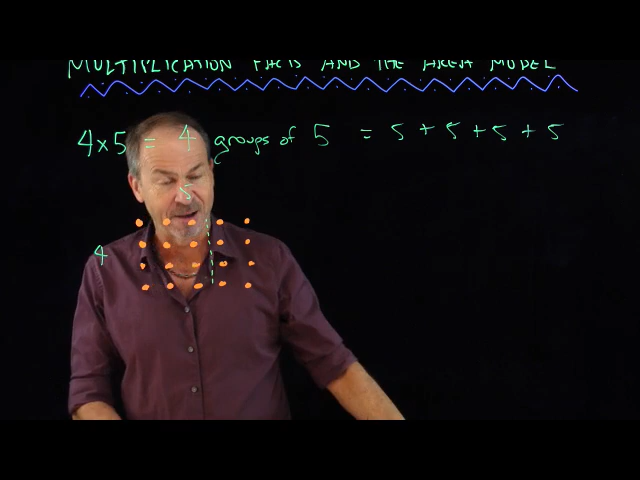 MULTIPLICATION FACTS AND THE AREA MODEL
4 × 5 = 4 groups of 5 = 5 + 5 + 5 + 5
5
4